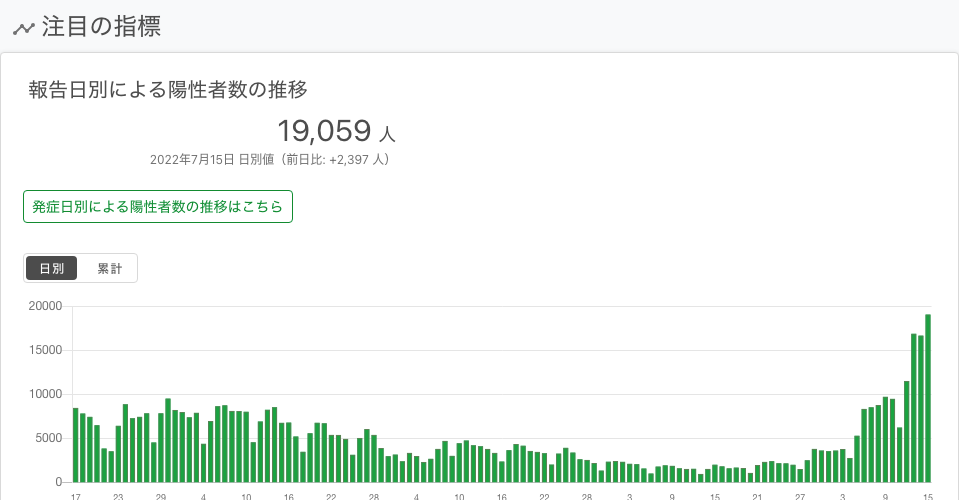 注目の指標
報告日別による陽性者数の推移
19,059 人
2022年7月15日 日別値（前日比: +2,397 人）
発症日別による陽性者数の推移はこちら
日別 累計
20000
15000
10000
5000
0
17 23 29 4 10 16 22 28 4 10 16 22 28 3 9 15 21 27 3 9 15